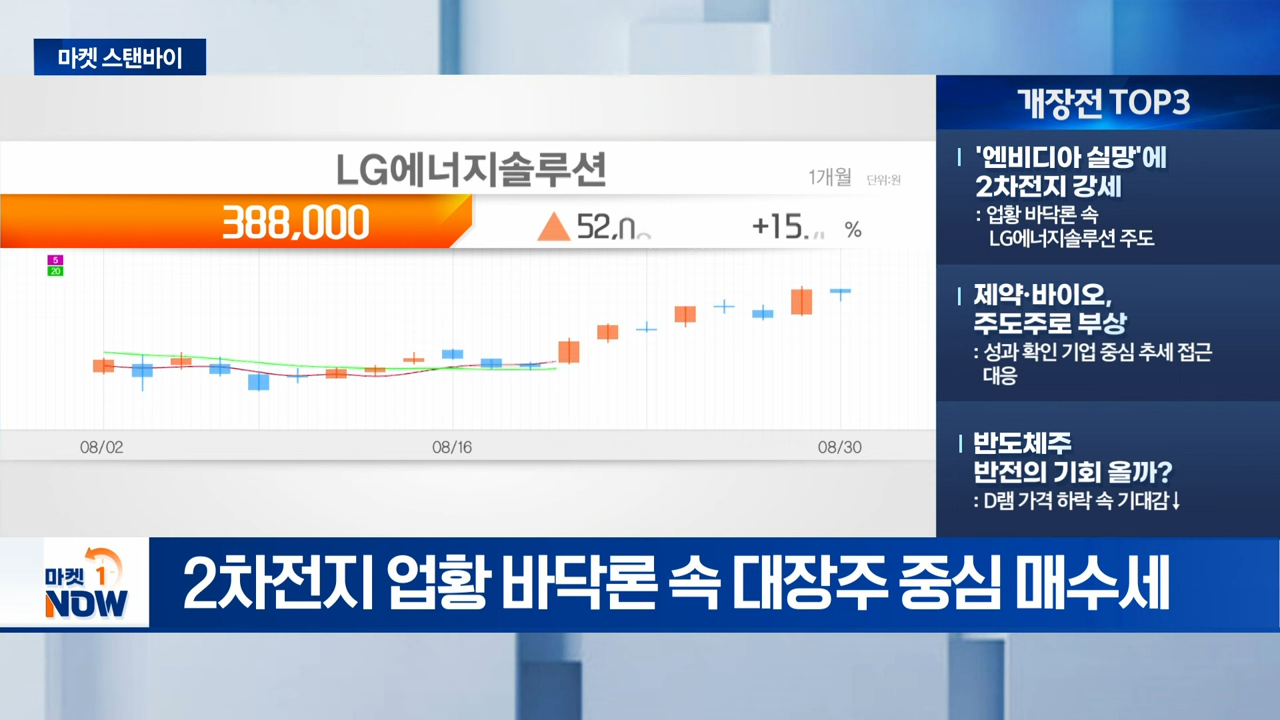 마켓 스탠바이
개장전 TOP3
LG에너지솔루션
1개월 단위:원
388,000
+15. %
5
20
08/02 08/16 08/30
'엔비디아 실망'에
2차전지 강세
: 업황 바닥론 속
LG에너지솔루션 주도
제약·바이오,
주도주로 부상
: 성과 확인 기업 중심 추세 접근
대응
반도체주
반전의 기회 올까?
: D램 가격 하락 속 기대감↓
마켓 1
NOW
2차전지 업황 바닥론 속 대장주 중심 매수세